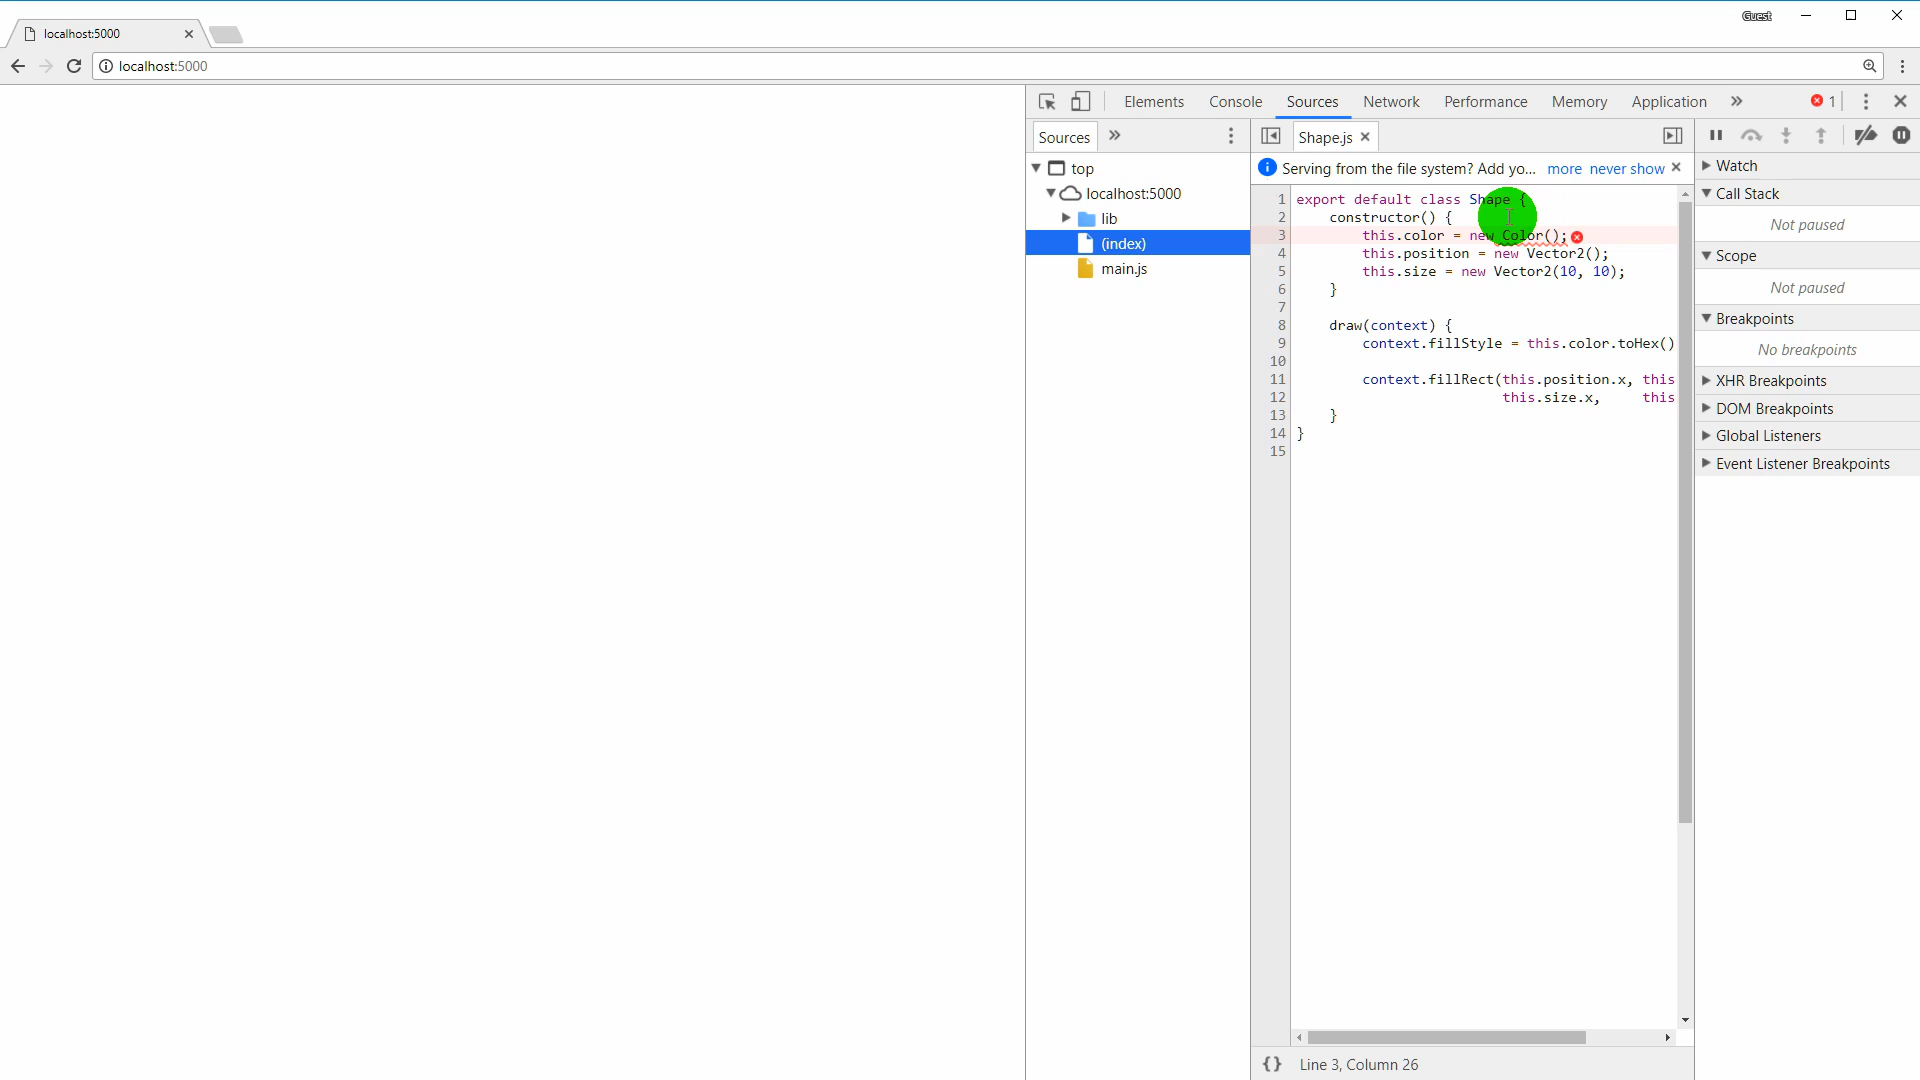 Guest
localhost:5000
localhost:5000
Elements Console Sources Network Performance Memory Application » 1
Sources »
top
localhost:5000
lib
(index)
main.js
Shape.js
Serving from the file system? Add yo... more never show
1 export default class Shape {
2 constructor() {
3 this.color = new Color();
4 this.position = new Vector2();
5 this.size = new Vector2(10, 10);
6 }
7
8 draw(context) {
9 context.fillStyle = this.color.toHex()
10
11 context.fillRect(this.position.x, this
12 this.size.x, this
13 }
14 }
15
{} Line 3, Column 26
Watch
Call Stack
Not paused
Scope
Not paused
Breakpoints
No breakpoints
XHR Breakpoints
DOM Breakpoints
Global Listeners
Event Listener Breakpoints